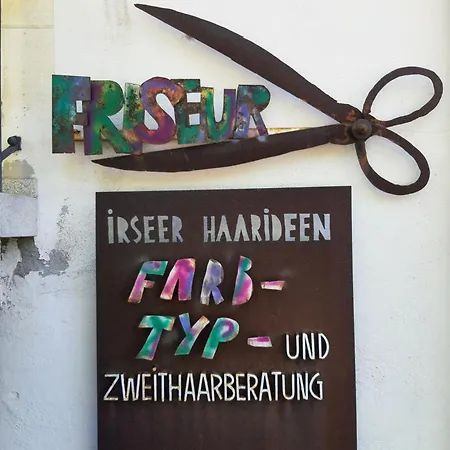 FRISEUR
iRSEER HAARiDEEN
FARB-
TYP- UND
ZWEiTHAARBERATUNG